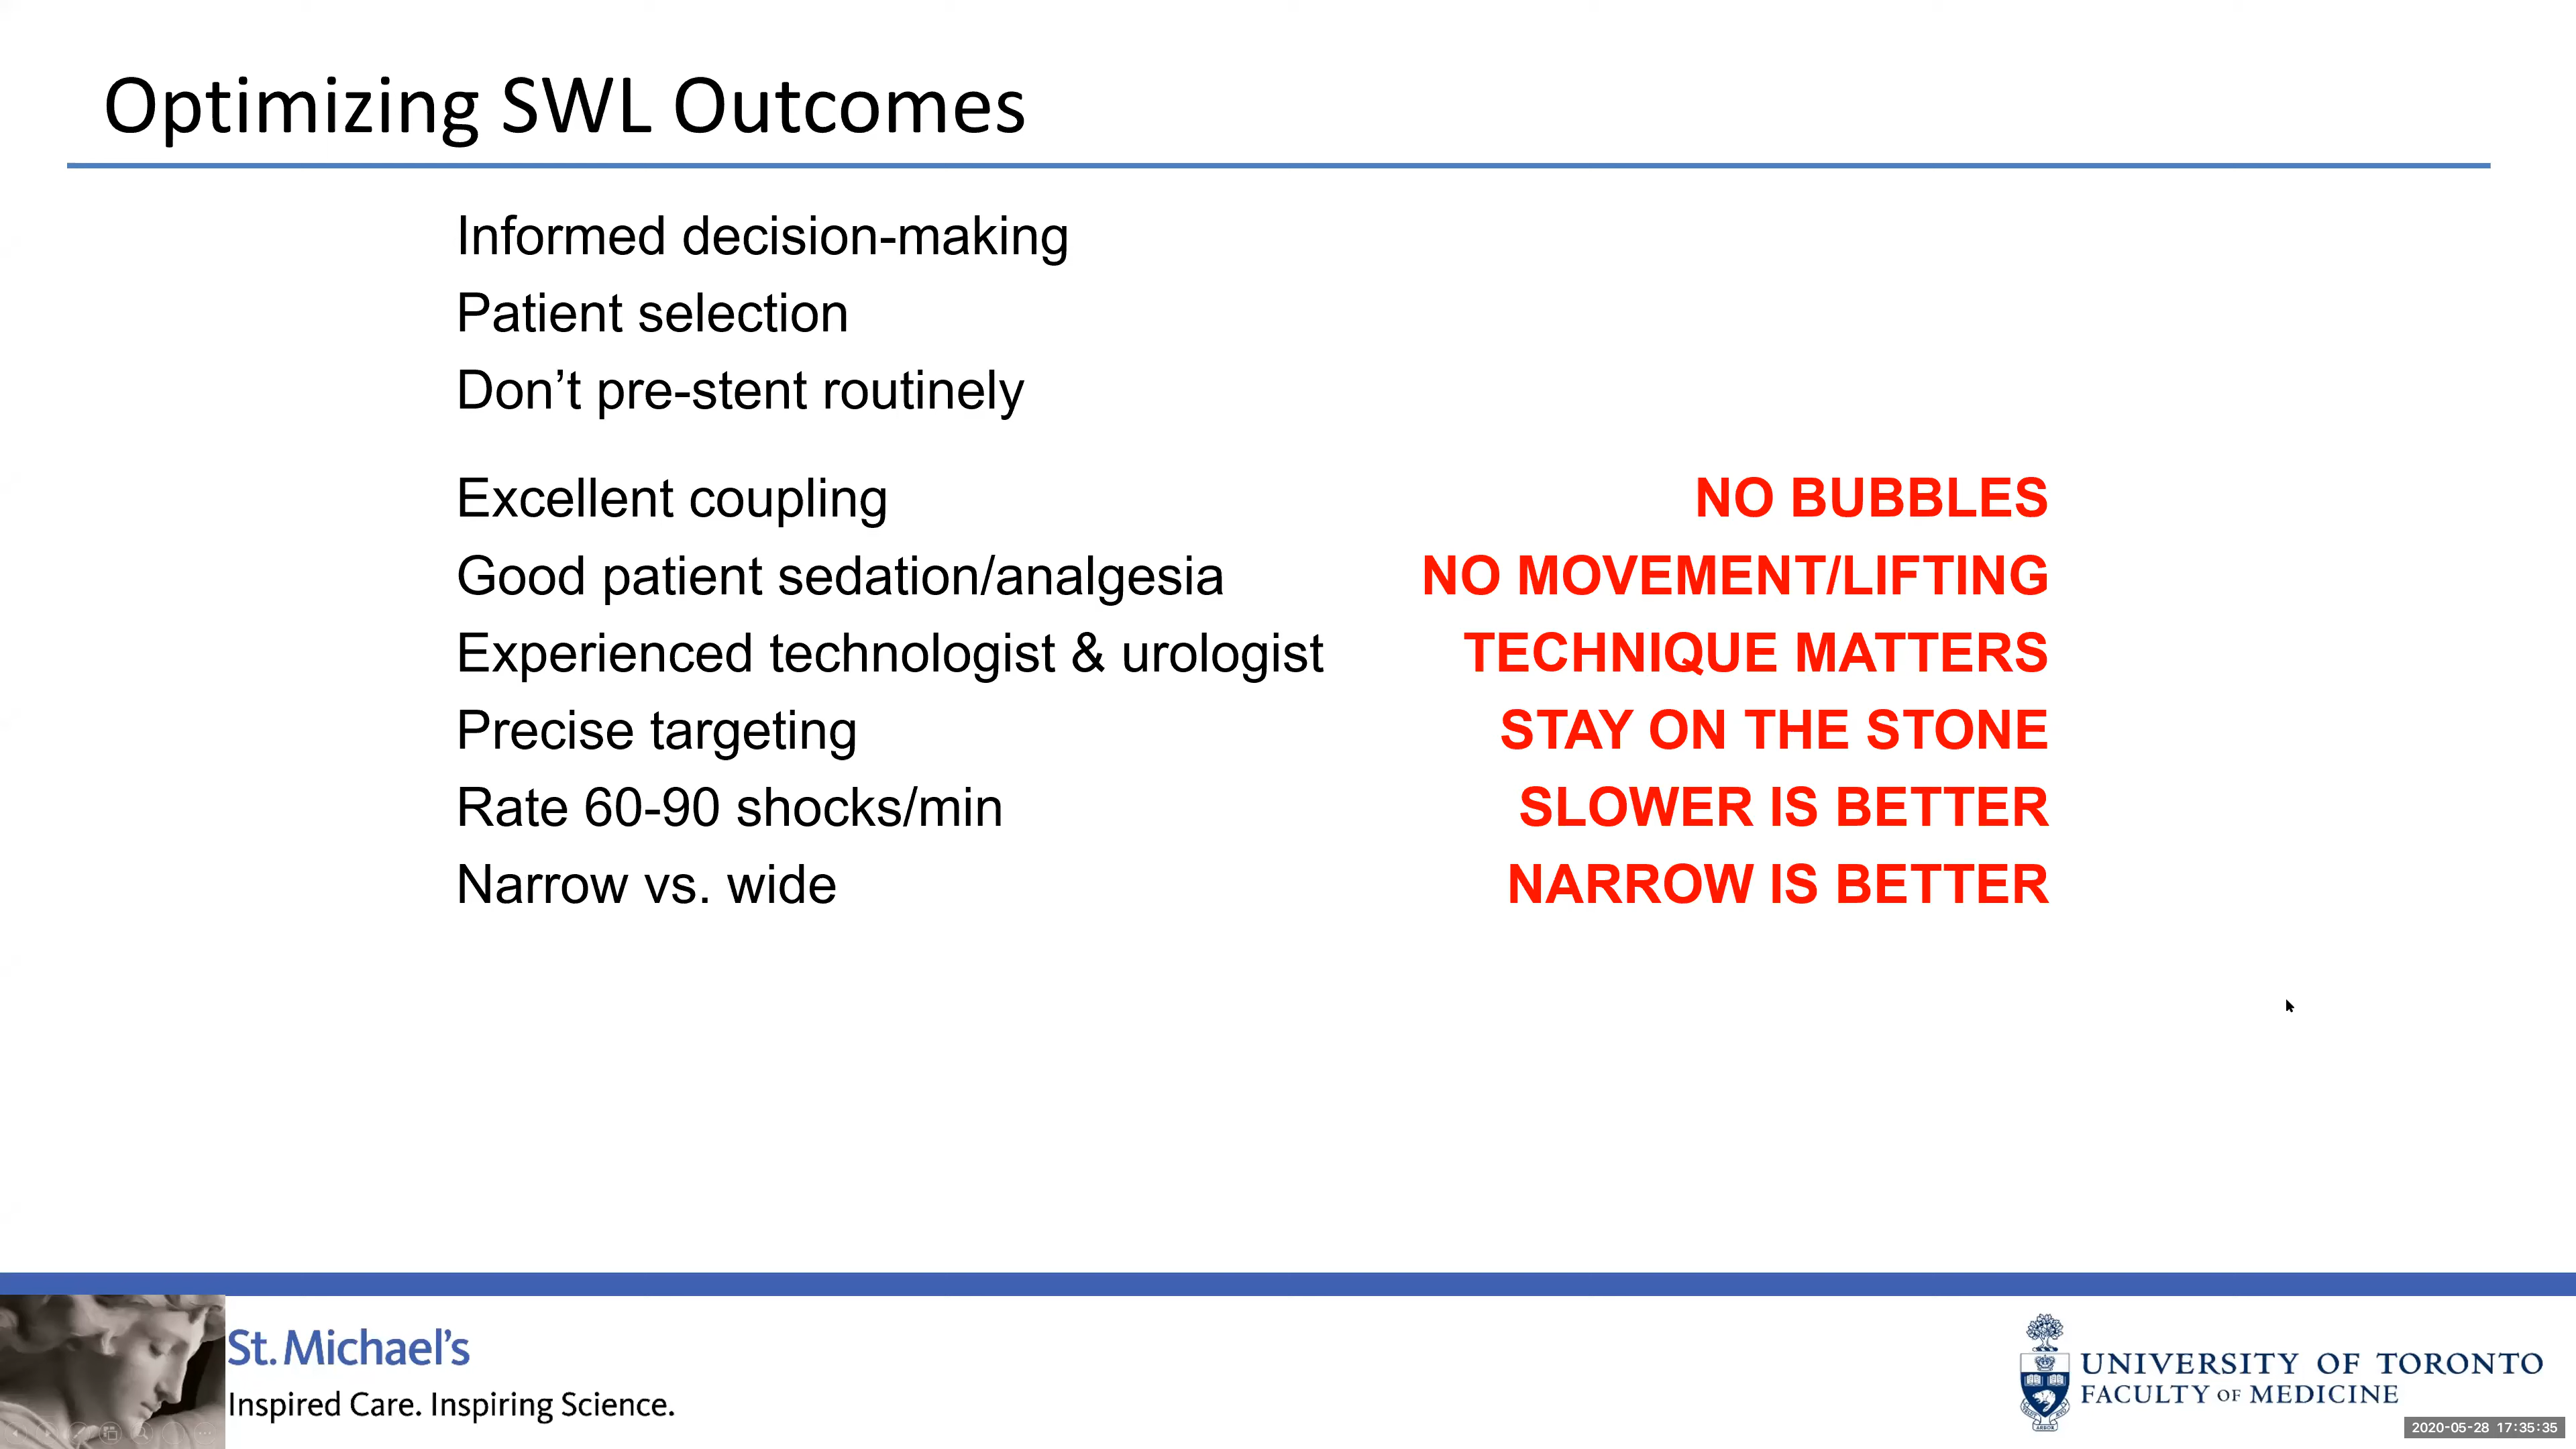 Optimizing SWL Outcomes
Informed decision-making
Patient selection
Don’t pre-stent routinely
Excellent coupling NO BUBBLES
Good patient sedation/analgesia NO MOVEMENT/LIFTING
Experienced technologist & urologist TECHNIQUE MATTERS
Precise targeting STAY ON THE STONE
Rate 60-90 shocks/min SLOWER IS BETTER
Narrow vs. wide NARROW IS BETTER
St. Michael’s
Inspired Care. Inspiring Science.
UNIVERSITY OF TORONTO
FACULTY OF MEDICINE
2020-05-28 17:35:35